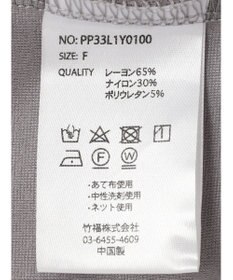 NO: PP33L1Y0100
SIZE: F
QUALITY レーヨン65%
ナイロン30%
ポリウレタン5%
・あて布使用
・中性洗剤使用
・ネット使用
竹福株式会社
03-6455-4609
中国製